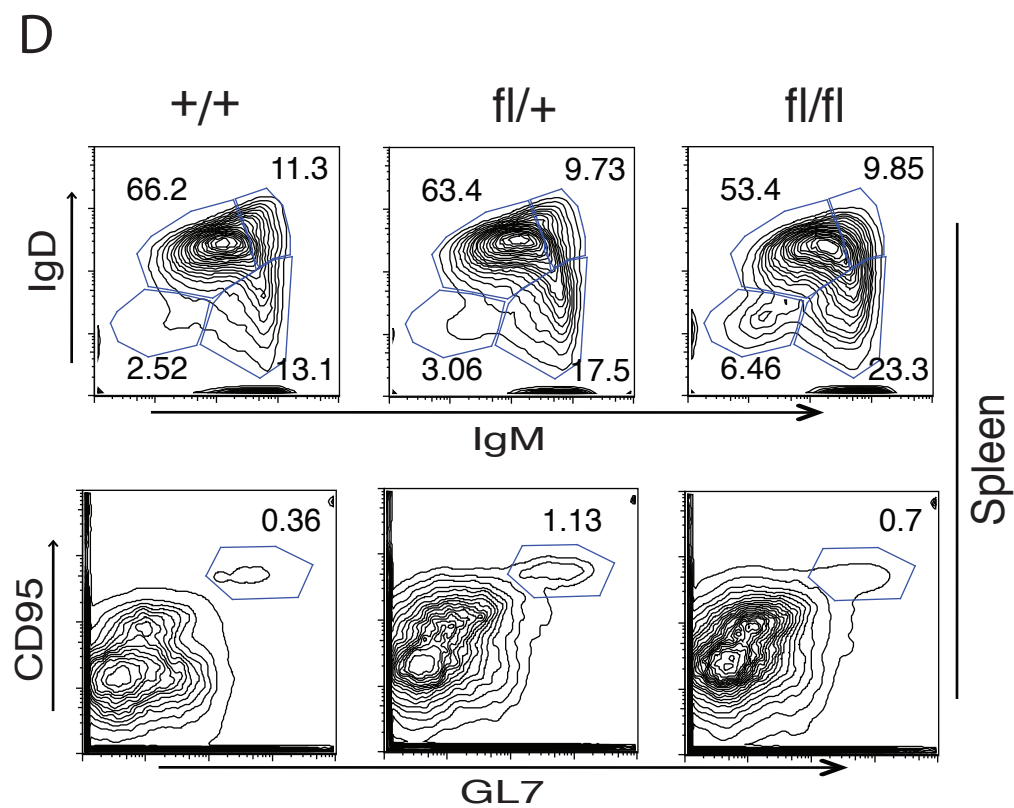 D
+/+ fl/+ fl/fl
66.2 11.3 63.4 9.73 53.4 9.85
IgD
2.52 13.1 3.06 17.5 6.46 23.3
IgM
Spleen
0.36 1.13 0.7
CD95
GL7